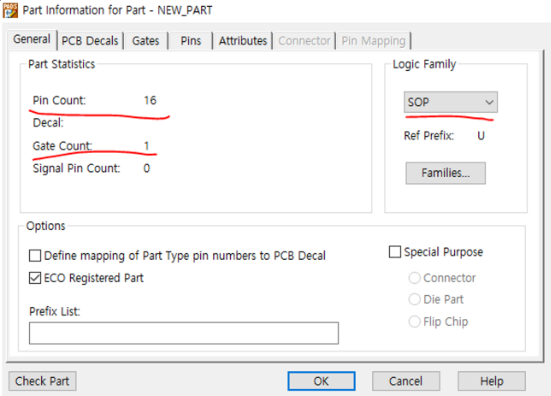 PADS
Part Information for Part - NEW_PART
General PCB Decals Gates Pins Attributes Connector Pin Mapping
Part Statistics
Pin Count: 16
Decal:
Gate Count: 1
Signal Pin Count: 0
Logic Family
SOP
Ref Prefix: U
Families...
Options
Define mapping of Part Type pin numbers to PCB Decal
ECO Registered Part
Prefix List:
Special Purpose
Connector
Die Part
Flip Chip
Check Part OK Cancel Help